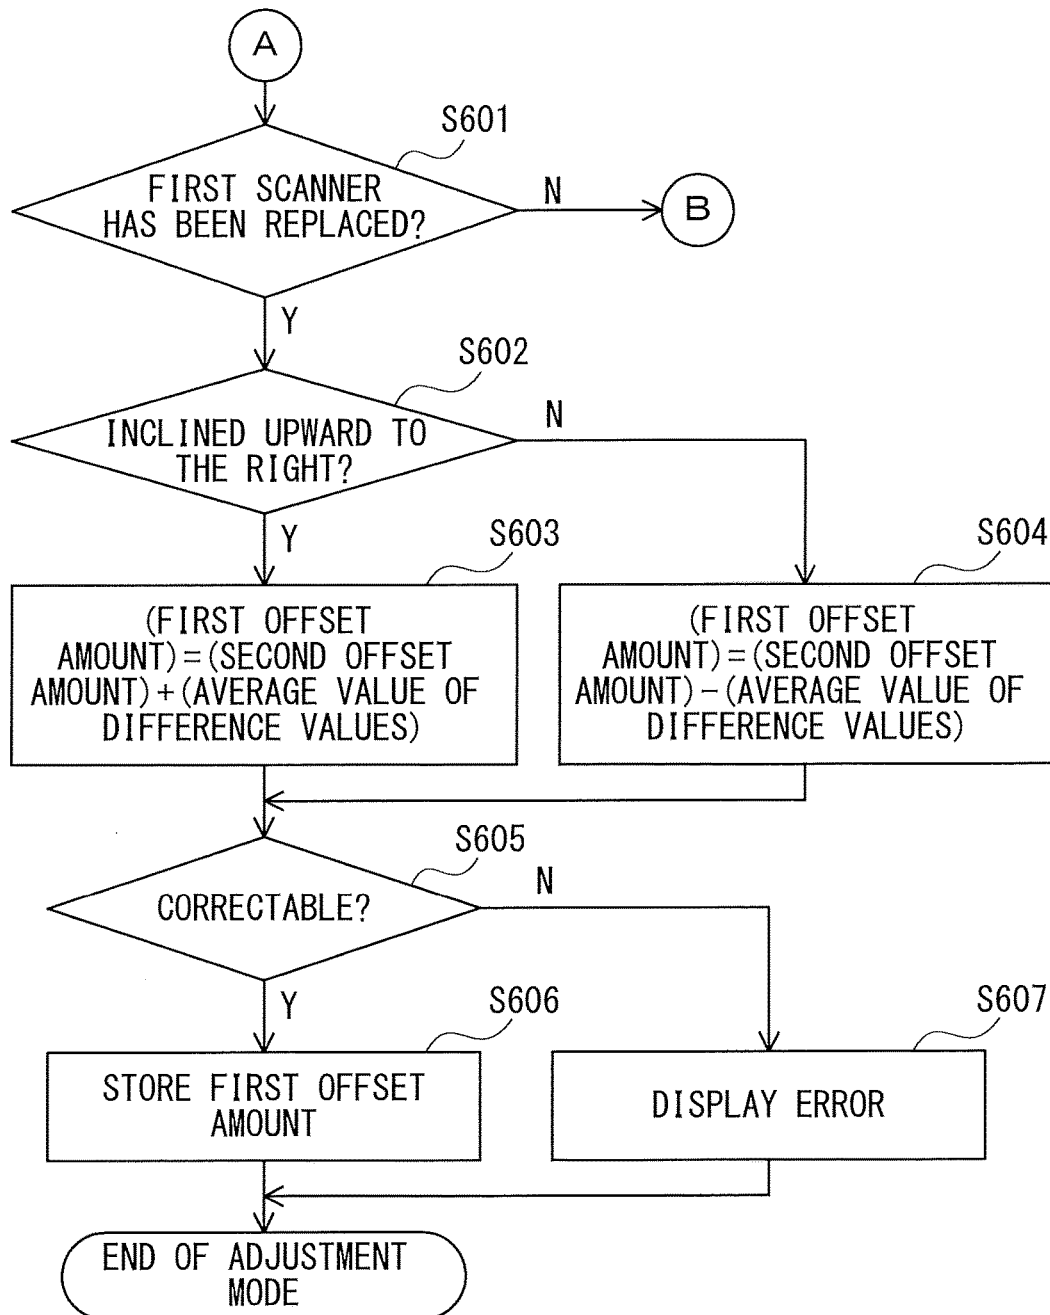 A
S601
FIRST SCANNER
HAS BEEN REPLACED?
N
B
Y
S602
INCLINED UPWARD TO
THE RIGHT?
N
Y
S603
(FIRST OFFSET
AMOUNT)=(SECOND OFFSET
AMOUNT)+(AVERAGE VALUE OF
DIFFERENCE VALUES)
S604
(FIRST OFFSET
AMOUNT)=(SECOND OFFSET
AMOUNT)-(AVERAGE VALUE OF
DIFFERENCE VALUES)
S605
CORRECTABLE?
N
Y
S606
STORE FIRST OFFSET
AMOUNT
S607
DISPLAY ERROR
END OF ADJUSTMENT
MODE